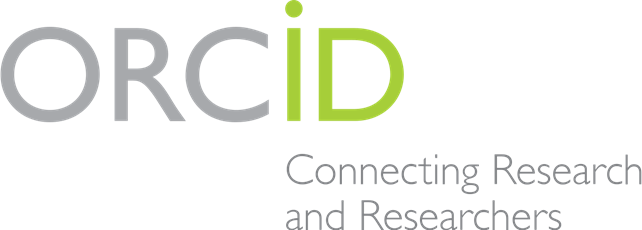 ORCiD
Connecting Research
and Researchers